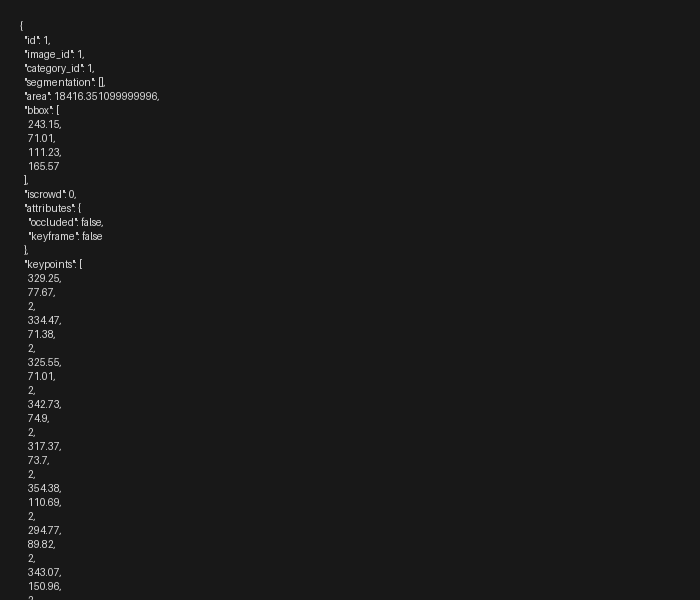 {
"id": 1,
"image_id": 1,
"category_id": 1,
"segmentation": [],
"area": 18416.351099999996,
"bbox": [
243.15,
71.01,
111.23,
165.57
],
"iscrowd": 0,
"attributes": {
"occluded": false,
"keyframe": false
},
"keypoints": [
329.25,
77.67,
2,
334.47,
71.38,
2,
325.55,
71.01,
2,
342.73,
74.9,
2,
317.37,
73.7,
2,
354.38,
110.69,
2,
294.77,
89.82,
2,
343.07,
150.96,
2